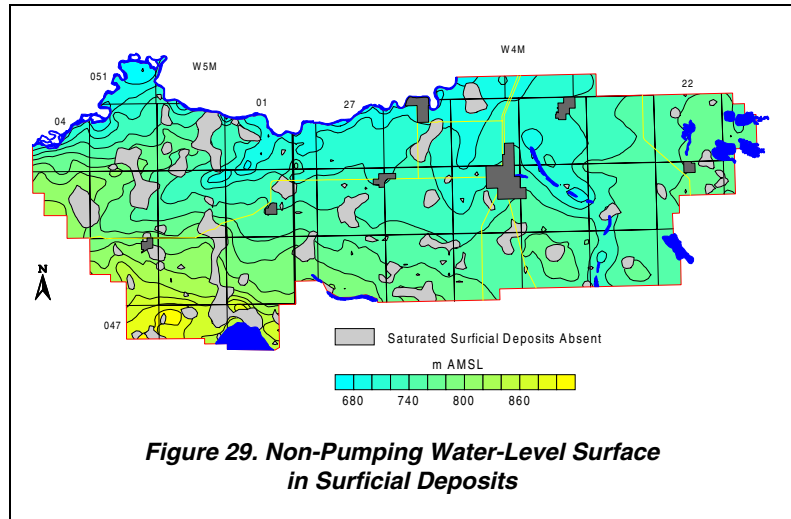 W4M
W5M
051
22
01
27
04
N
047
Saturated Surficial Deposits Absent
m AMSL
680 740 800 860
Figure 29. Non-Pumping Water-Level Surface
in Surficial Deposits